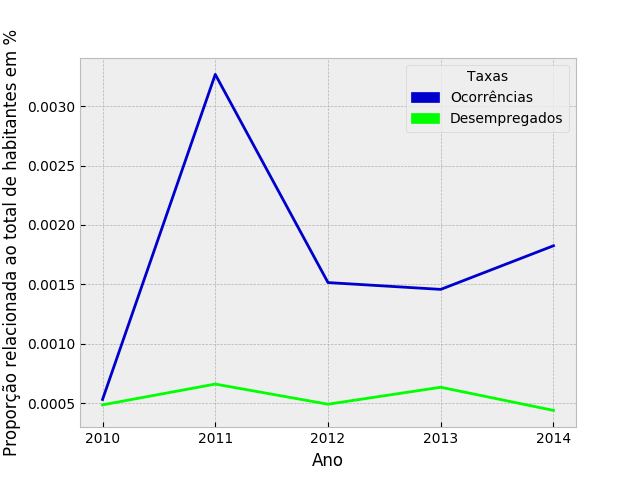 Proporção relacionada ao total de habitantes em %
0.0030
0.0025
0.0020
0.0015
0.0010
0.0005
Taxas
Ocorrências
Desempregados
2010 2011 2012 2013 2014
Ano